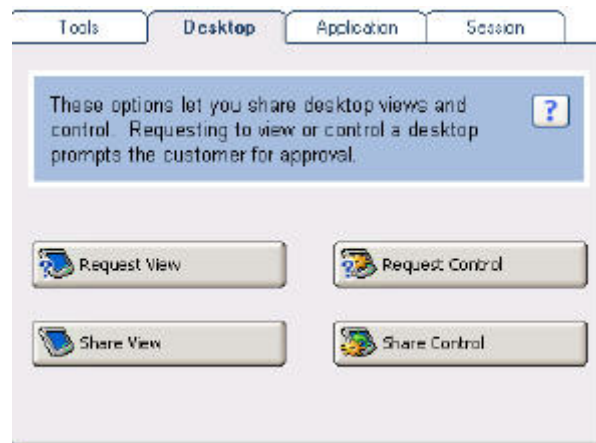 Tools Desktop Application Session
These options let you share desktop views and
control. Requesting to view or control a desktop
prompts the customer for approval.
?
Request View Request Control
Share View Share Control